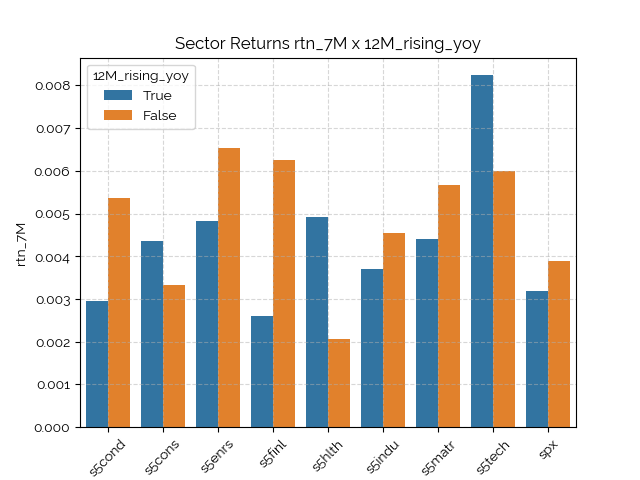 Sector Returns rtn_7M x 12M_rising_yoy
12M_rising_yoy
True
False
rtn_7M
0.008
0.007
0.006
0.005
0.004
0.003
0.002
0.001
0.000
s5cond
s5cons
s5enrs
s5finl
s5hlth
s5indu
s5matr
s5tech
spx